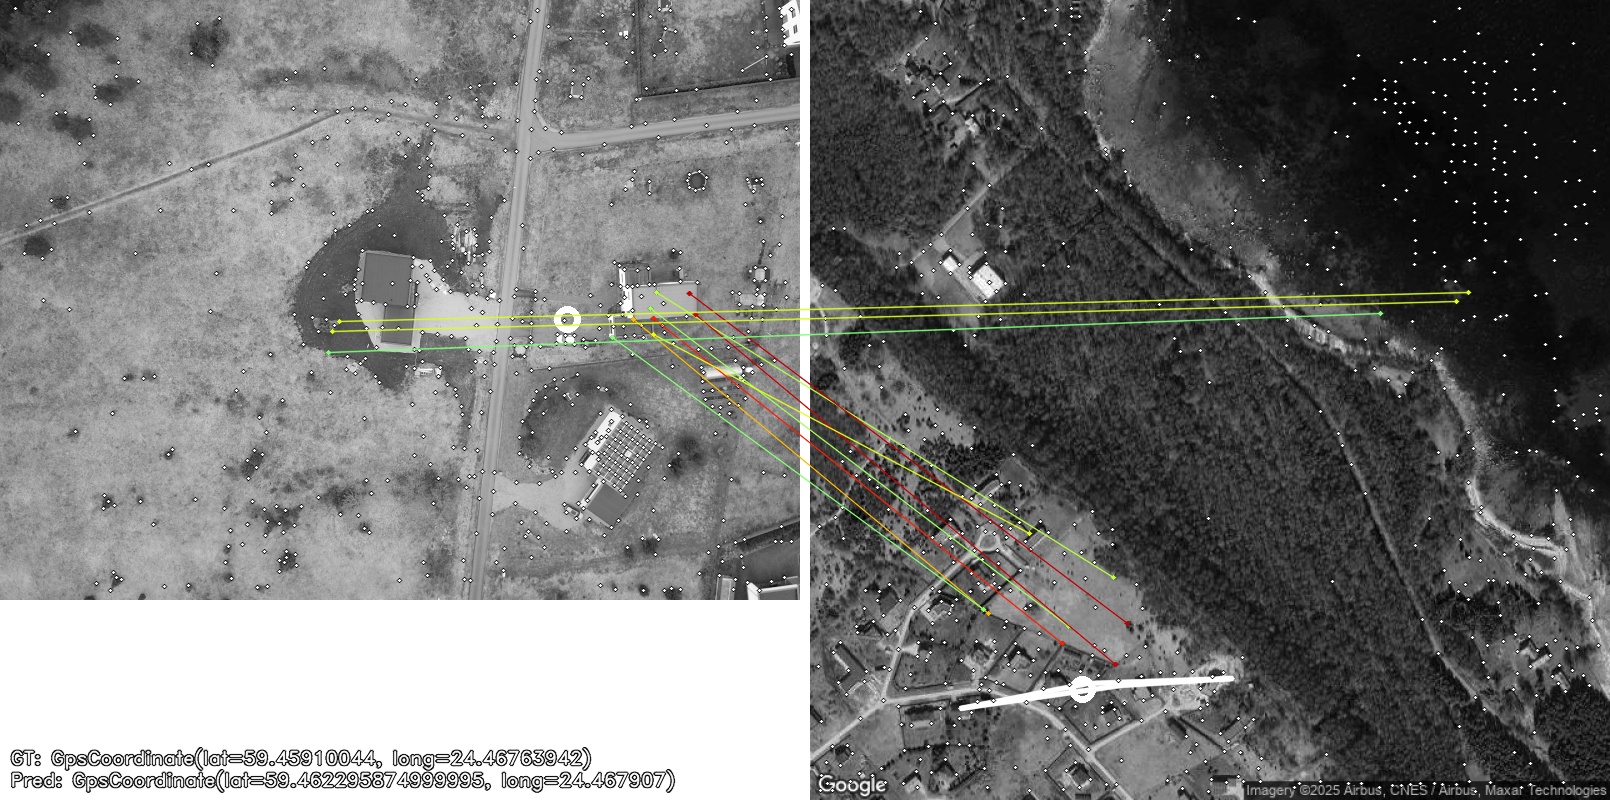 GT: GpsCoordinate(lat=59.45910044, long=24.46763942)
Pred: GpsCoordinate(lat=59.462295874999995, long=24.467907)
Google
Imagery ©2025 Airbus, CNES / Airbus, Maxar Technologies